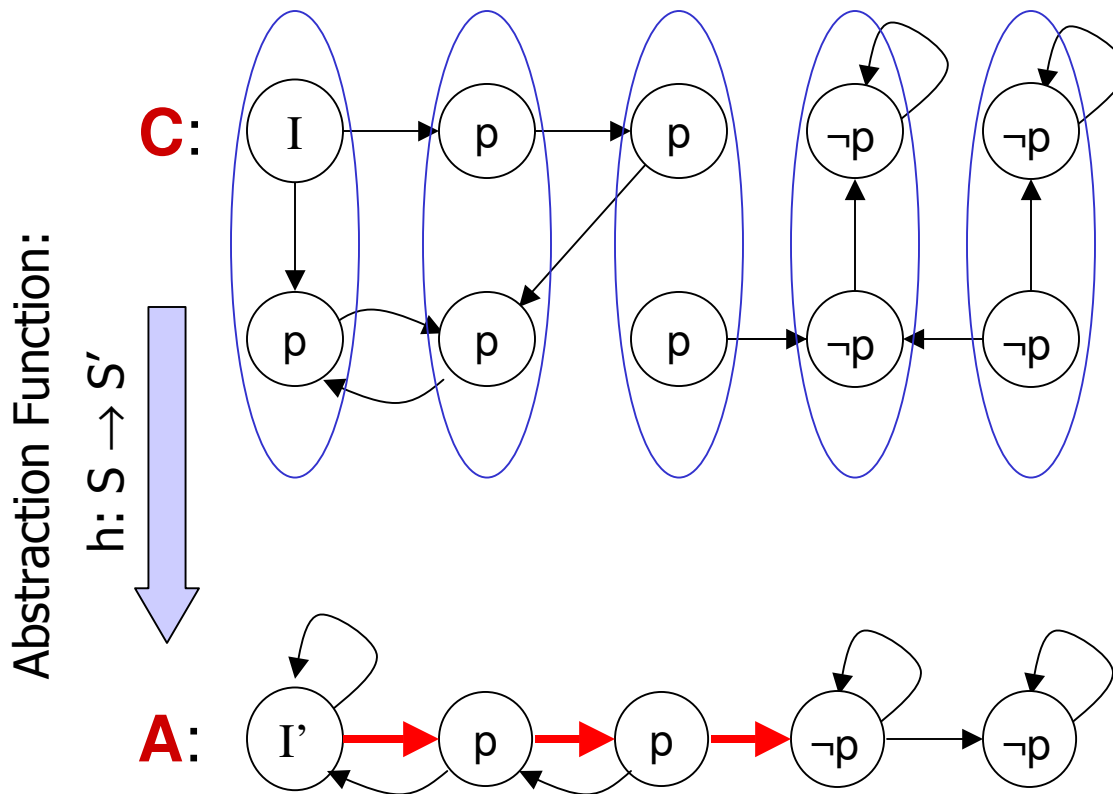 C: I p p ¬p ¬p
p p p ¬p ¬p
Abstraction Function:
h: S → S’
A: I’ p p ¬p ¬p